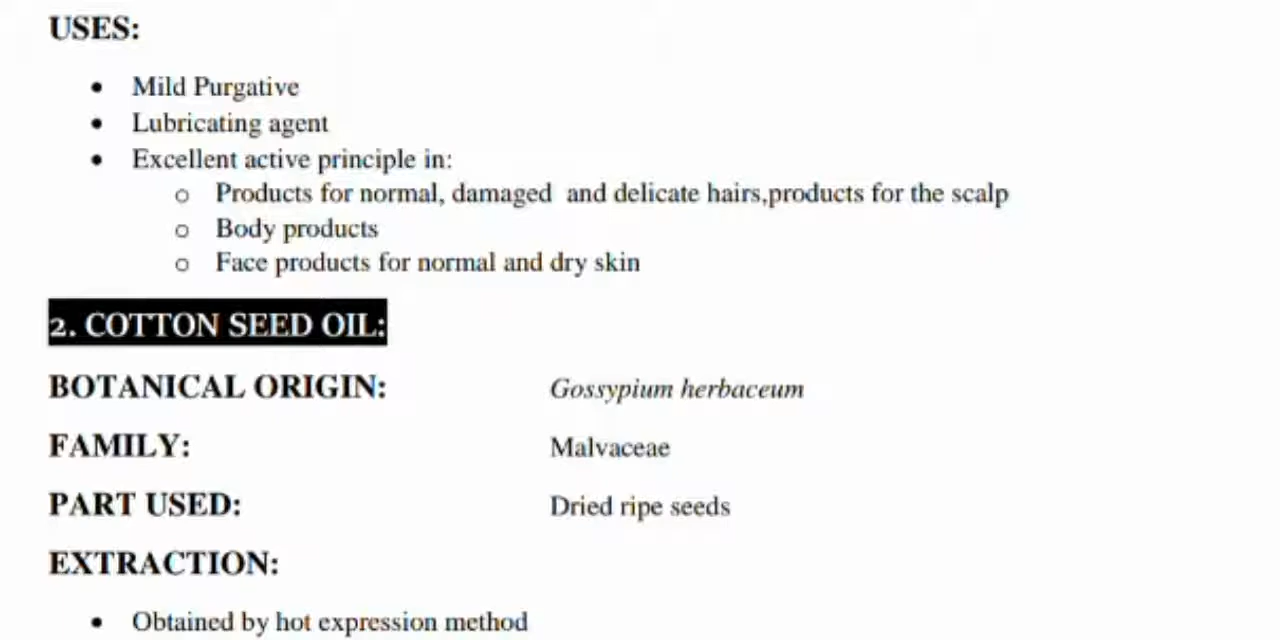 USES:
• Mild Purgative
• Lubricating agent
• Excellent active principle in:
o Products for normal, damaged  and delicate hairs,products for the scalp
o Body products
o Face products for normal and dry skin
2. COTTON SEED OIL:
BOTANICAL ORIGIN: Gossypium herbaceum
FAMILY: Malvaceae
PART USED: Dried ripe seeds
EXTRACTION:
• Obtained by hot expression method